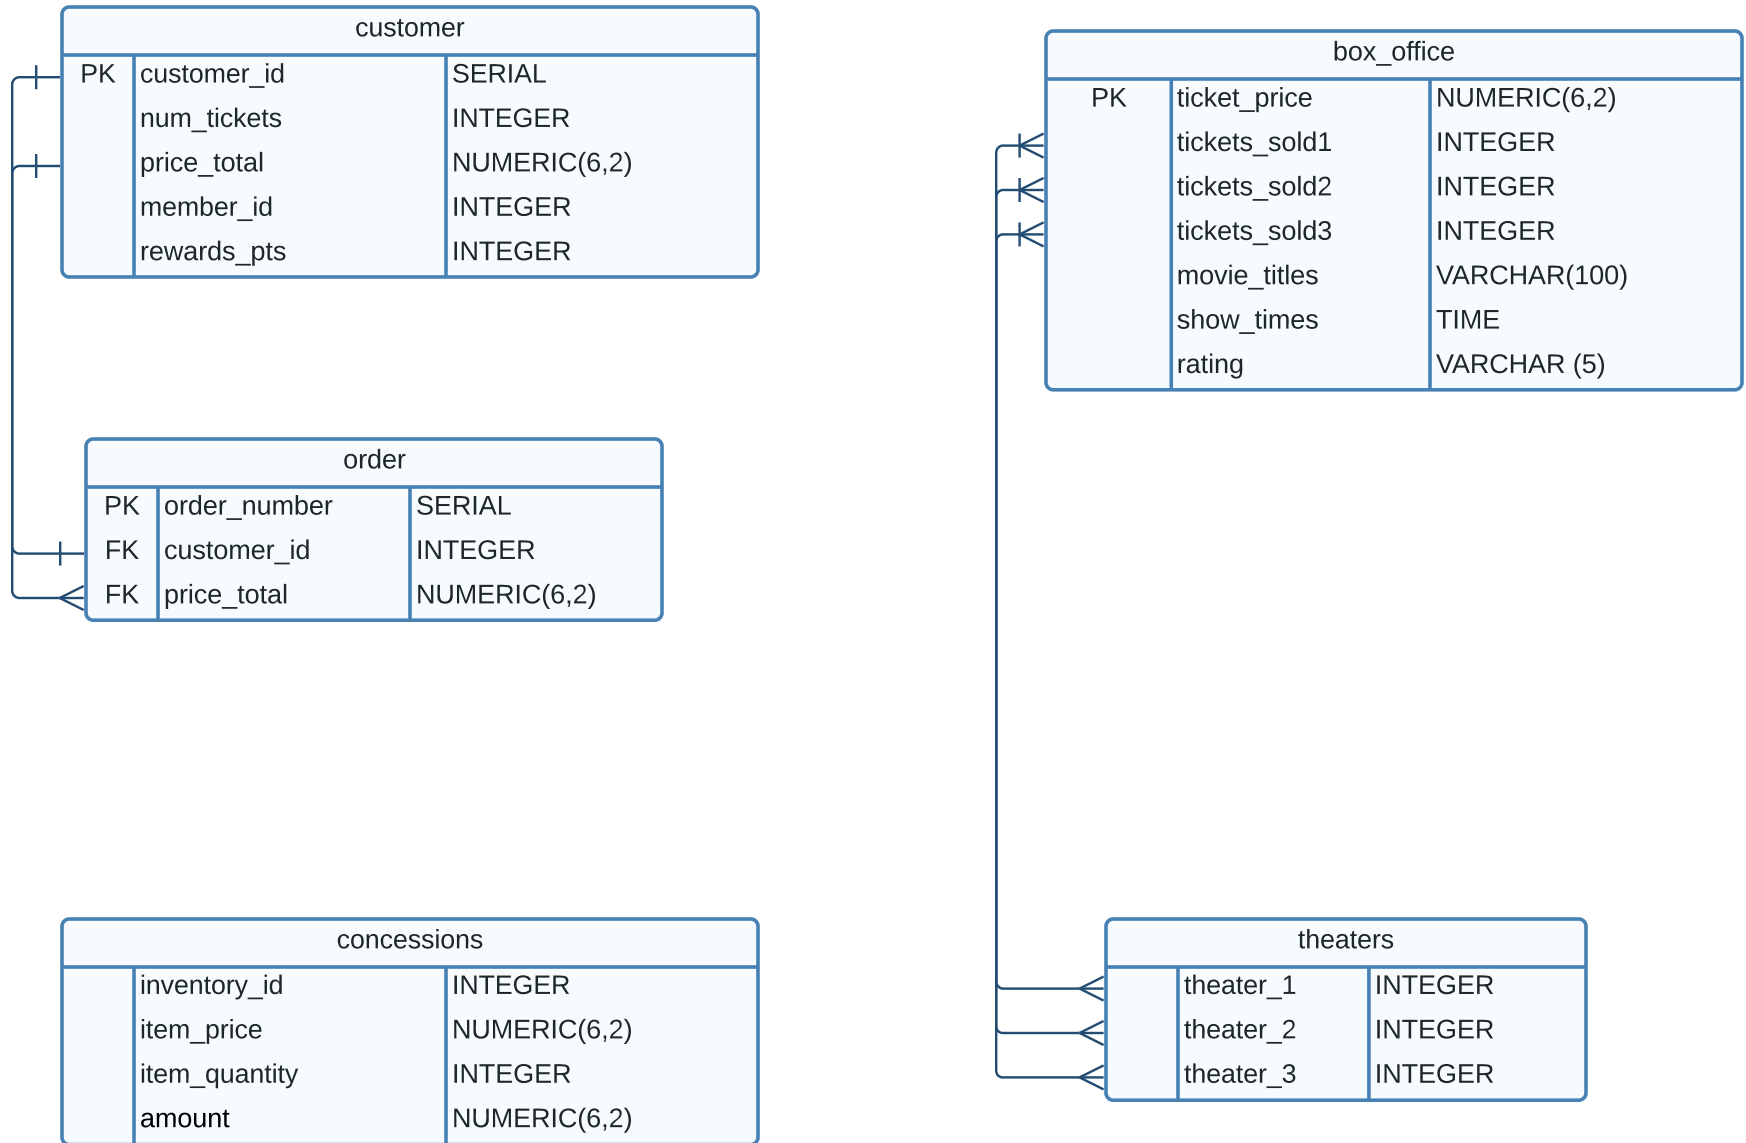 customer
PK customer_id SERIAL
num_tickets INTEGER
price_total NUMERIC(6,2)
member_id INTEGER
rewards_pts INTEGER
box_office
PK ticket_price NUMERIC(6,2)
tickets_sold1 INTEGER
tickets_sold2 INTEGER
tickets_sold3 INTEGER
movie_titles VARCHAR(100)
show_times TIME
rating VARCHAR (5)
order
PK order_number SERIAL
FK customer_id INTEGER
FK price_total NUMERIC(6,2)
concessions
inventory_id INTEGER
item_price NUMERIC(6,2)
item_quantity INTEGER
amount NUMERIC(6,2)
theaters
theater_1 INTEGER
theater_2 INTEGER
theater_3 INTEGER